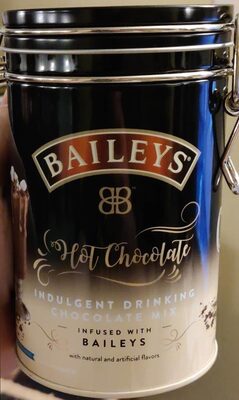 BAILEYS
Hot Chocolate
INDULGENT DRINKING
CHOCOLATE MIX
INFUSED WITH
BAILEYS
with natural and artificial flavors